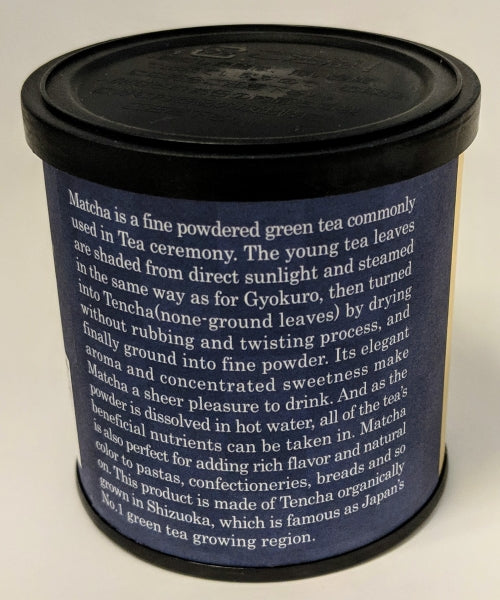 Matcha is a fine powdered green tea commonly
used in Tea ceremony. The young tea leaves
are shaded from direct sunlight and steamed
in the same way as for Gyokuro, then turned
into Tencha(none-ground leaves) by drying
without rubbing and twisting process, and
finally ground into fine powder. Its elegant
aroma and concentrated sweetness make
Matcha a sheer pleasure to drink. And as the
powder is dissolved in hot water, all of the tea's
beneficial nutrients can be taken in. Matcha
is also perfect for adding rich flavor and natural
color to pastas, confectioneries, breads and so
on. This product is made of Tencha organically
grown in Shizuoka, which is famous as Japan's
No.1 green tea growing region.